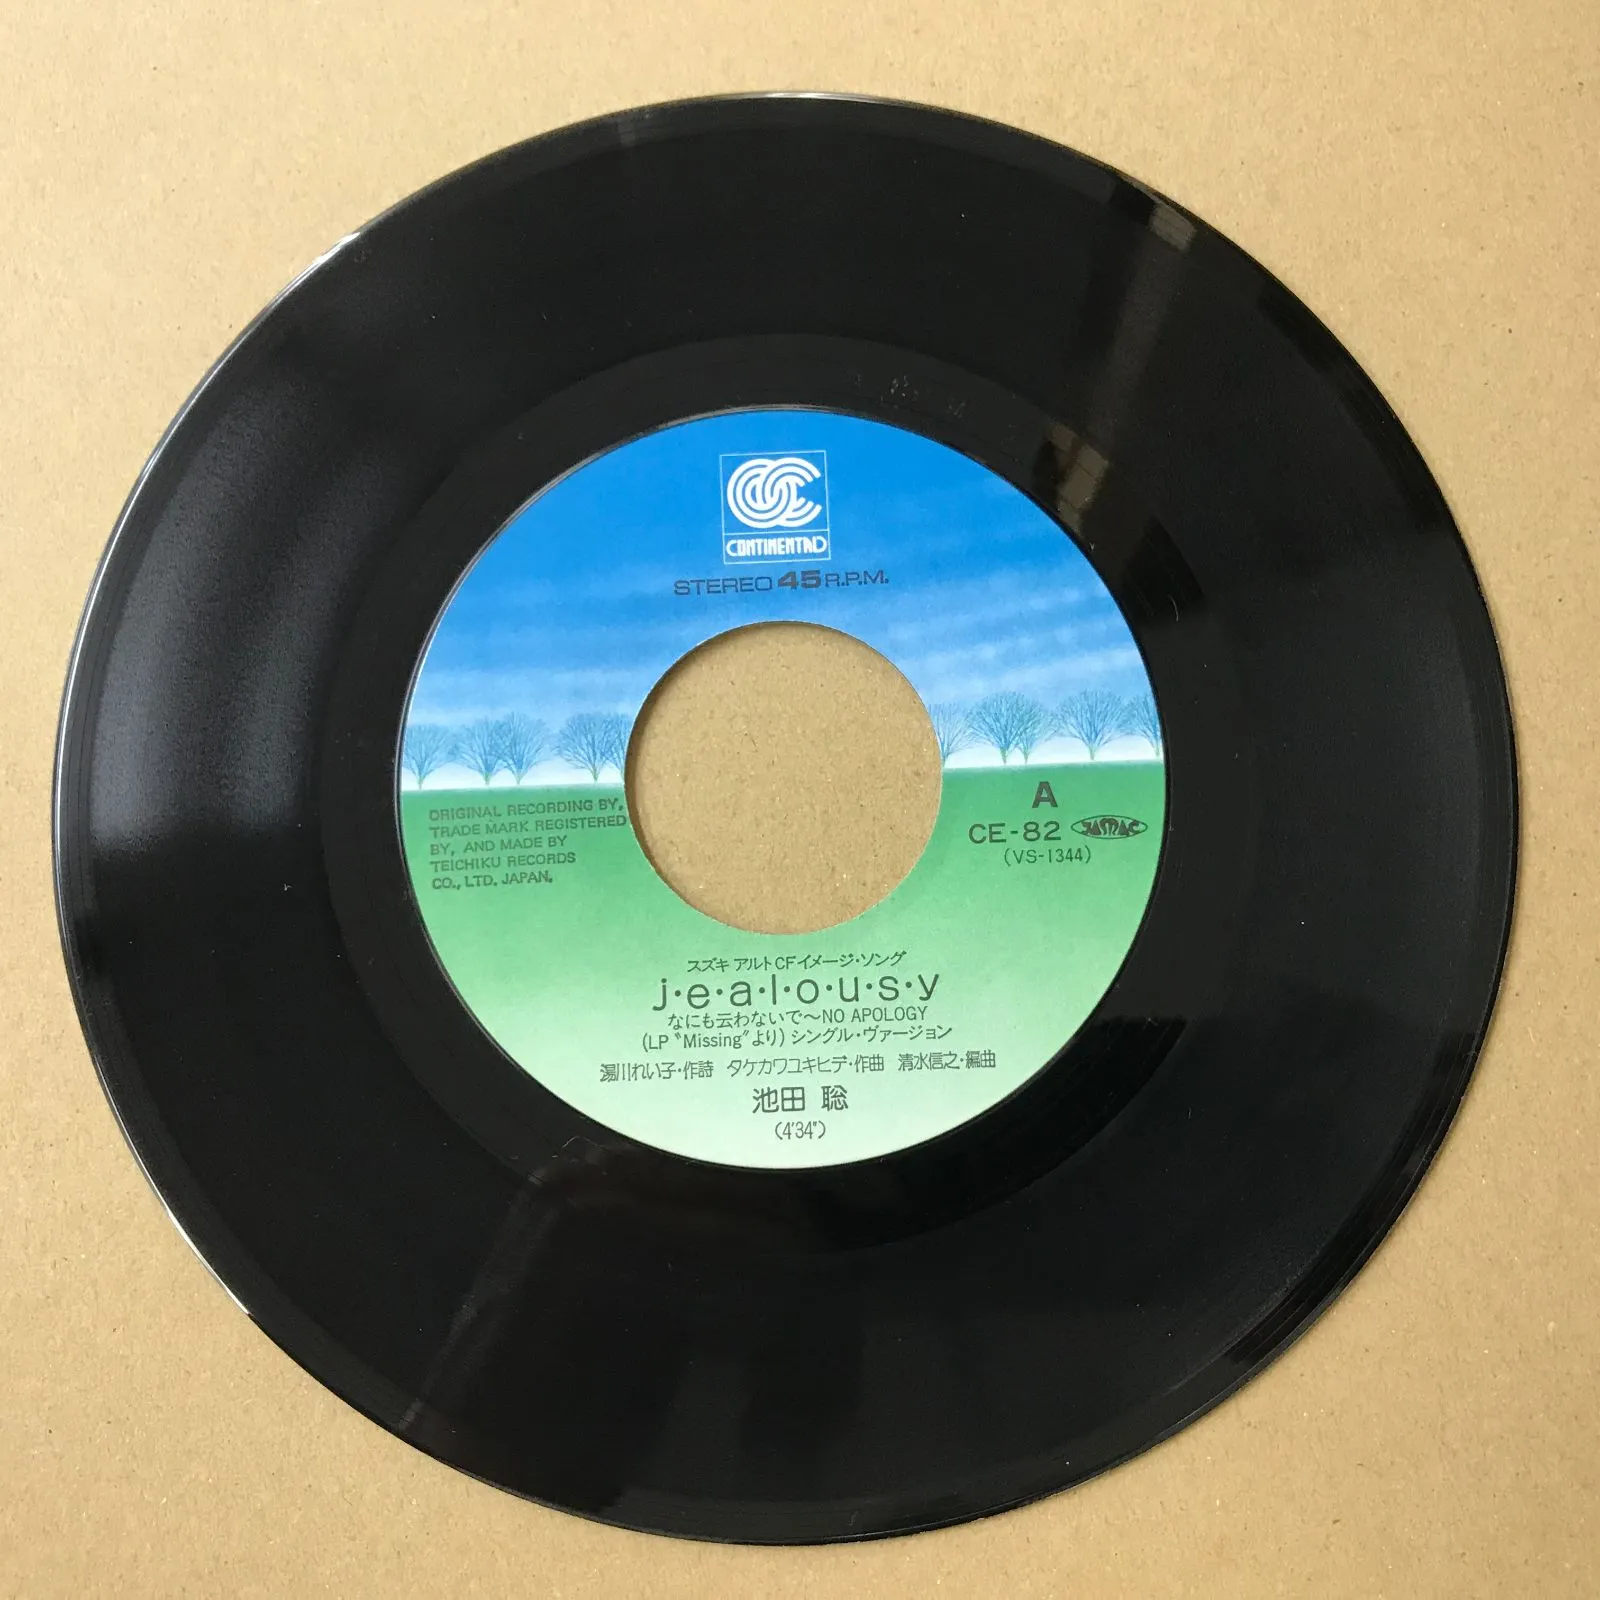 CONTINENTAL
STEREO 45 R.P.M.
ORIGINAL RECORDING BY,
TRADE MARK REGISTERED
BY, AND MADE BY
TEICHIKU RECORDS
CO., LTD. JAPAN.
A
CE-82 JASRAC
(VS-1344)
スズキ アルトCFイメージ・ソング
j・e・a・l・o・u・s・y
なにも云わないで〜NO APOLOGY
(LP "Missing"より) シングル・ヴァージョン
湯川れい子・作詩 タケカワユキヒデ・作曲 清水信之・編曲
池田 聡
(4'34")